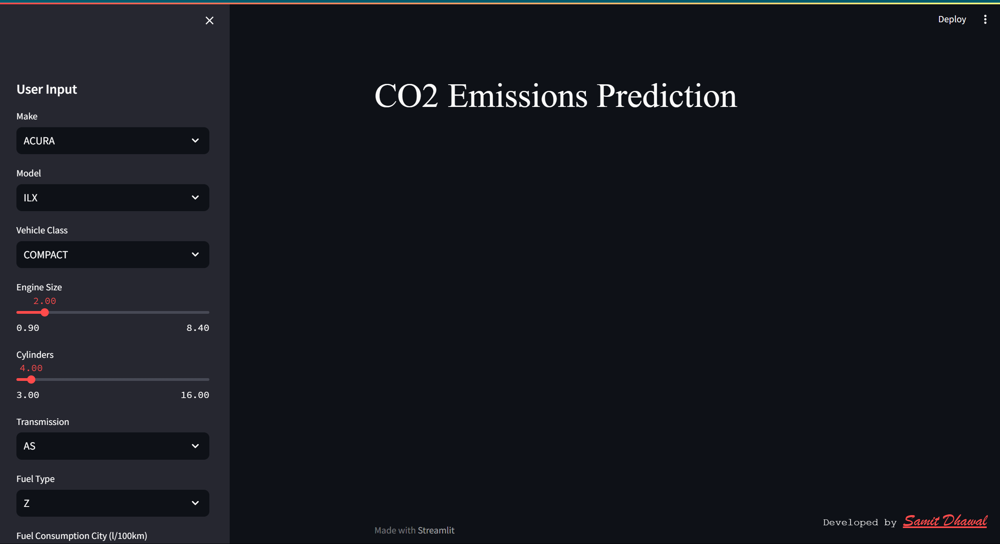 Deploy
User Input
Make
ACURA
Model
ILX
Vehicle Class
COMPACT
Engine Size
2.00
0.90 8.40
Cylinders
4.00
3.00 16.00
Transmission
AS
Fuel Type
Z
Fuel Consumption City (l/100km)
CO2 Emissions Prediction
Made with Streamlit
Developed by Samit Dhawal